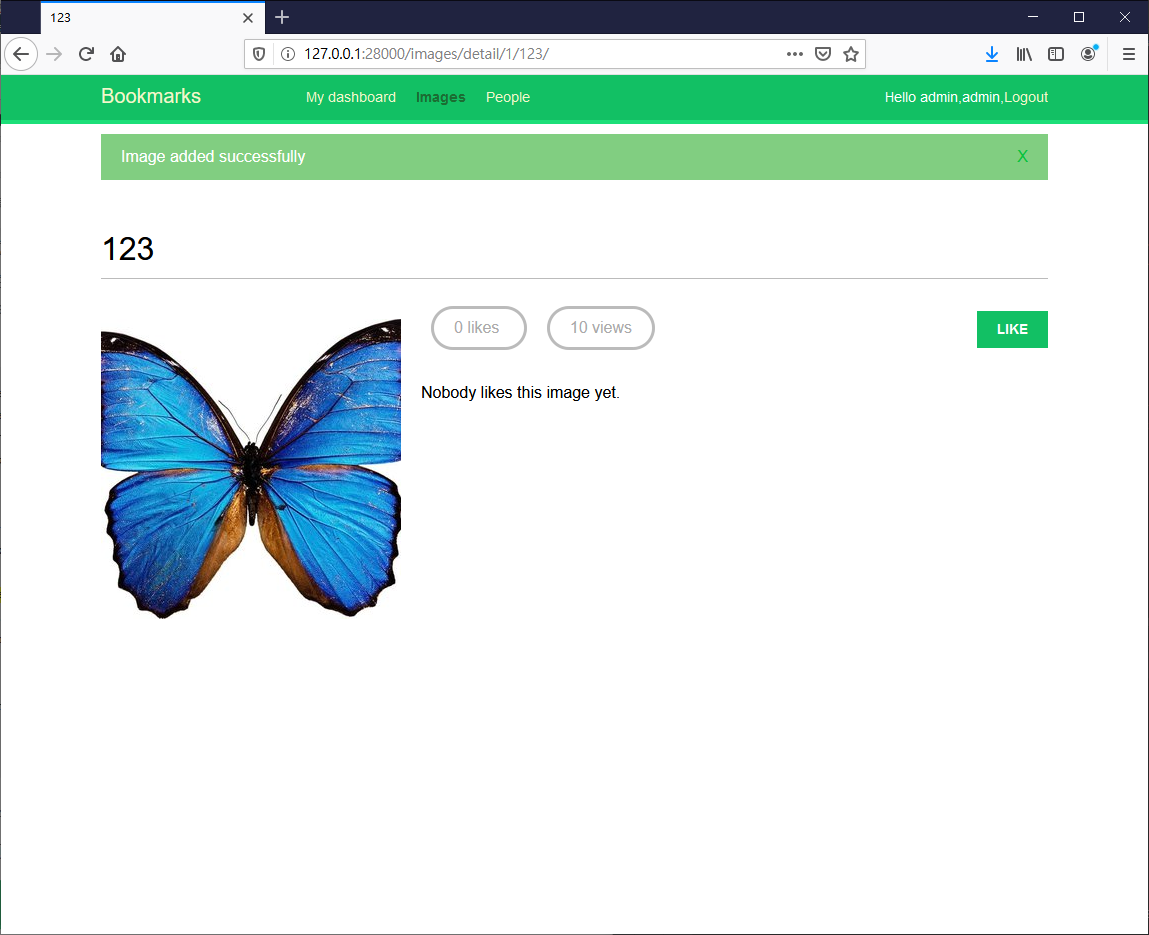 123
127.0.0.1:28000/images/detail/1/123/
Bookmarks My dashboard Images People Hello admin,admin,Logout
Image added successfully X
123
0 likes 10 views LIKE
Nobody likes this image yet.